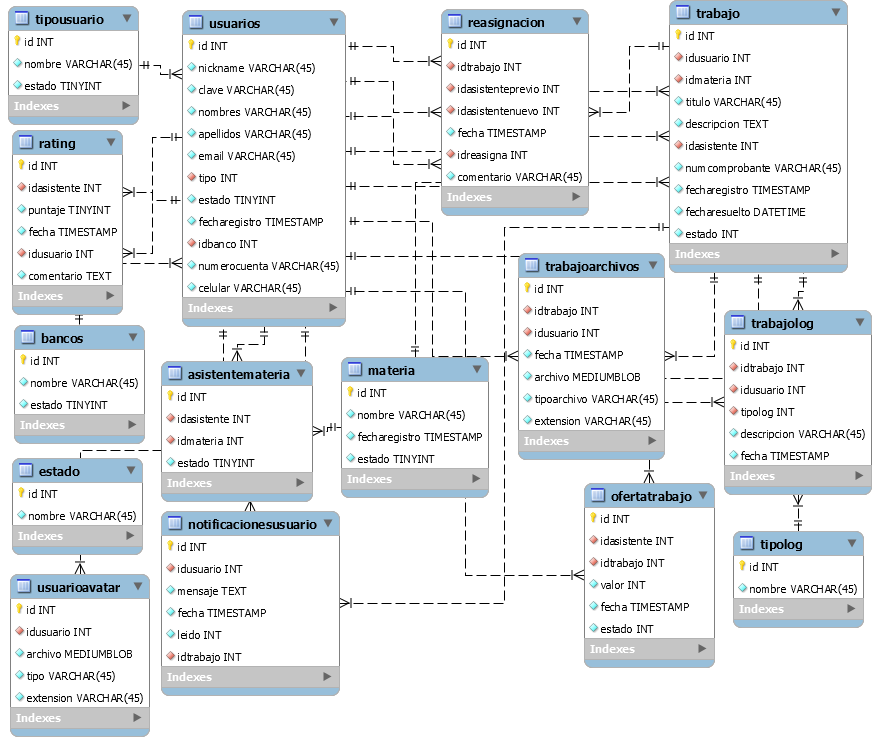 tipousuario
id INT
nombre VARCHAR(45)
estado TINYINT
Indexes
usuarios
id INT
nickname VARCHAR(45)
clave VARCHAR(45)
nombres VARCHAR(45)
apellidos VARCHAR(45)
email VARCHAR(45)
tipo INT
estado TINYINT
fecharegistro TIMESTAMP
idbanco INT
numerocuenta VARCHAR(45)
celular VARCHAR(45)
Indexes
reasignacion
id INT
idtrabajo INT
idasistenteprevio INT
idasistentenuevo INT
fecha TIMESTAMP
idreasigna INT
comentario VARCHAR(45)
Indexes
trabajo
id INT
idusuario INT
idmateria INT
titulo VARCHAR(45)
descripcion TEXT
idasistente INT
numcomprobante VARCHAR(45)
fecharegistro TIMESTAMP
fecharesuelto DATETIME
estado INT
Indexes
rating
id INT
idasistente INT
puntaje TINYINT
fecha TIMESTAMP
idusuario INT
comentario TEXT
Indexes
trabajoarchivos
id INT
idtrabajo INT
idusuario INT
fecha TIMESTAMP
archivo MEDIUMBLOB
tipoarchivo VARCHAR(45)
extension VARCHAR(45)
Indexes
trabajolog
id INT
idtrabajo INT
idusuario INT
tipolog INT
descripcion VARCHAR(45)
fecha TIMESTAMP
Indexes
bancos
id INT
nombre VARCHAR(45)
estado TINYINT
Indexes
asistentemateria
id INT
idasistente INT
idmateria INT
estado TINYINT
Indexes
materia
id INT
nombre VARCHAR(45)
fecharegistro TIMESTAMP
estado TINYINT
Indexes
estado
id INT
nombre VARCHAR(45)
Indexes
notificacionesusuario
id INT
idusuario INT
mensaje TEXT
fecha TIMESTAMP
leido INT
idtrabajo INT
Indexes
ofertatrabajo
id INT
idasistente INT
idtrabajo INT
valor INT
fecha TIMESTAMP
estado INT
Indexes
tipolog
id INT
nombre VARCHAR(45)
Indexes
usuarioavatar
id INT
idusuario INT
archivo MEDIUMBLOB
tipo VARCHAR(45)
extension VARCHAR(45)
Indexes